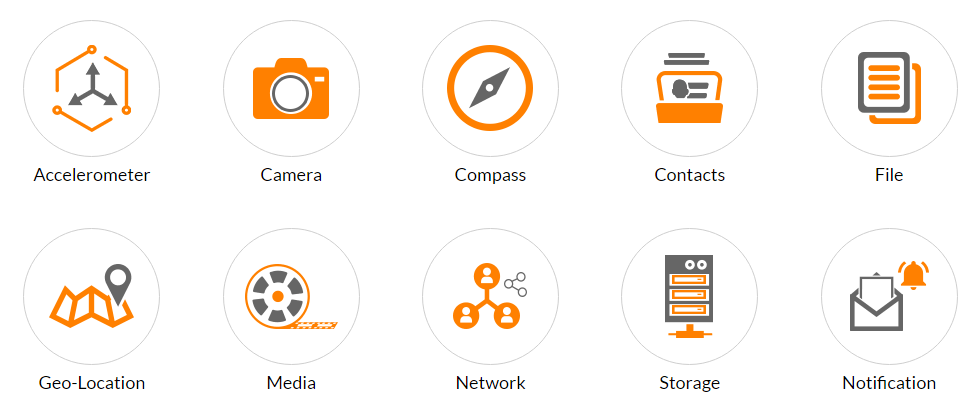 Accelerometer
Camera
Compass
Contacts
File
Geo-Location
Media
Network
Storage
Notification